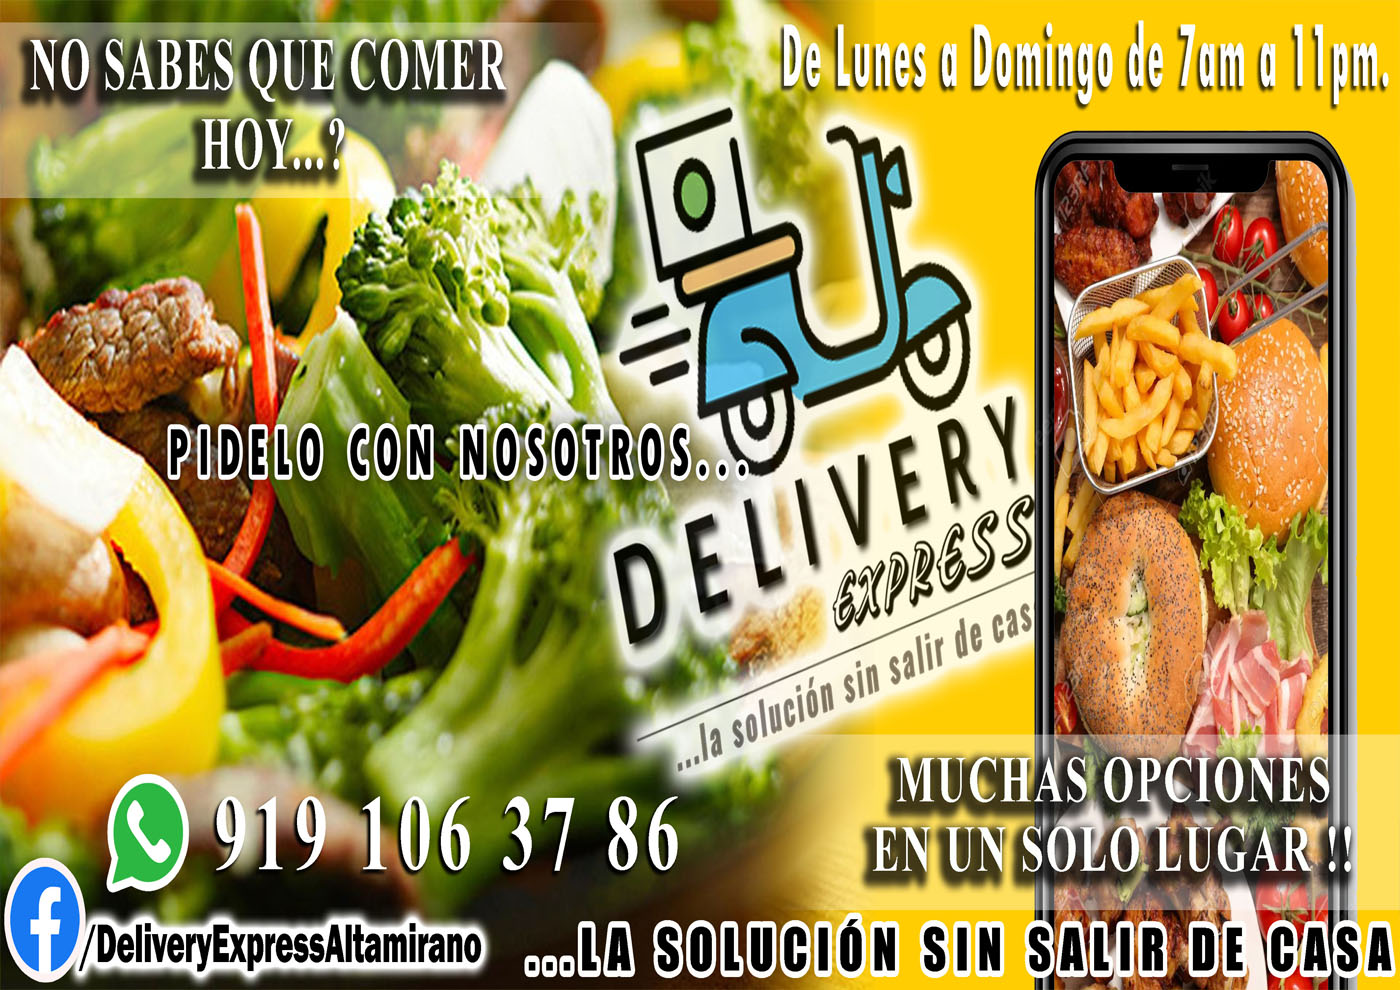 NO SABES QUE COMER
HOY...?
De Lunes a Domingo de 7am a 11pm.
PIDELO CON NOSOTROS...
DELIVERY
EXPRESS
...la solución sin salir de cas
MUCHAS OPCIONES
EN UN SOLO LUGAR !!
919 106 37 86
/DeliveryExpressAltamirano
...LA SOLUCIÓN SIN SALIR DE CASA